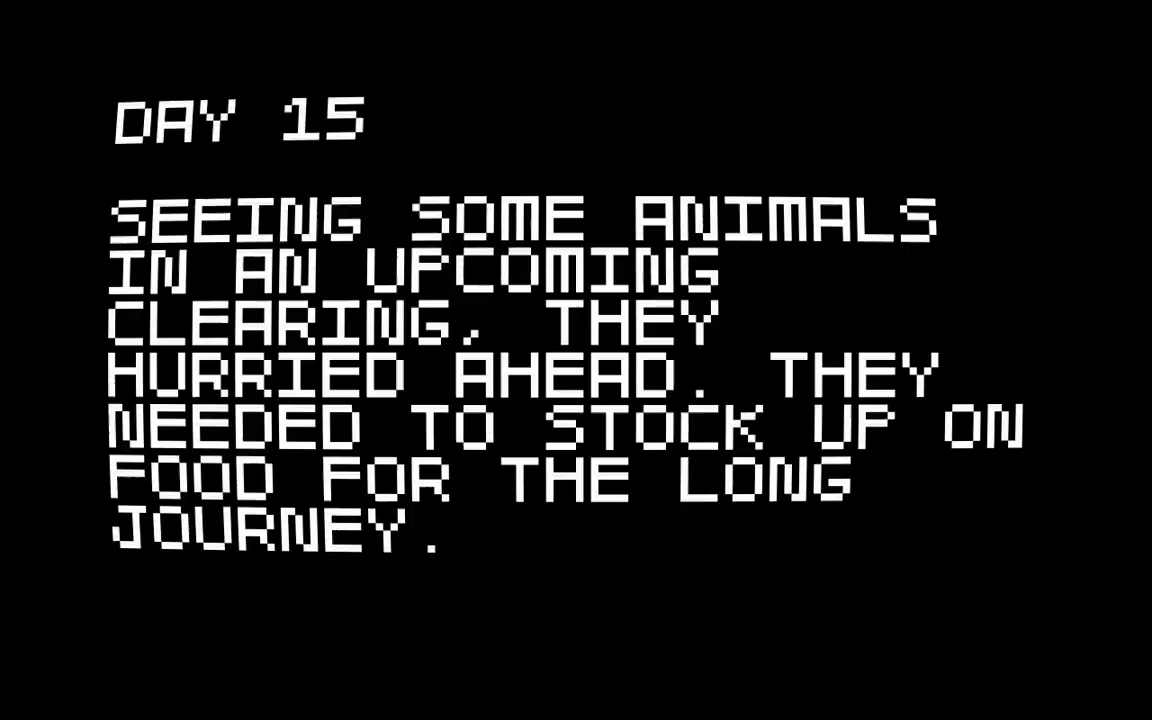 DAY 15
SEEING SOME ANIMALS
IN AN UPCOMING
CLEARING, THEY
HURRIED AHEAD. THEY
NEEDED TO STOCK UP ON
FOOD FOR THE LONG
JOURNEY.